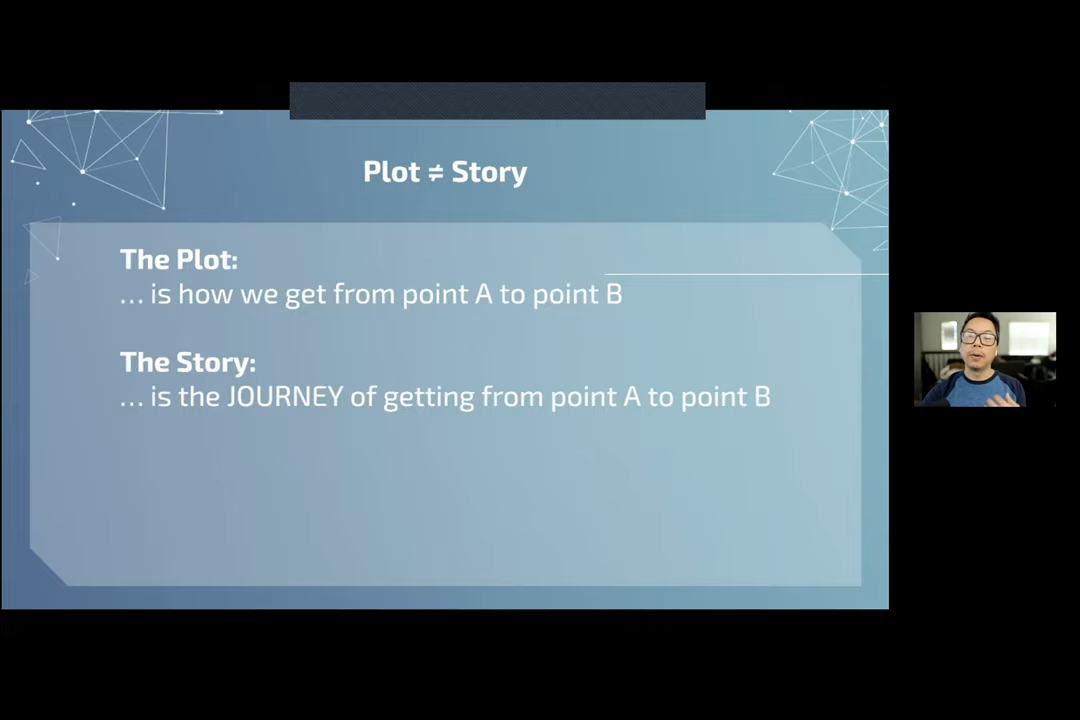 Plot ≠ Story
The Plot:
... is how we get from point A to point B
The Story:
... is the JOURNEY of getting from point A to point B